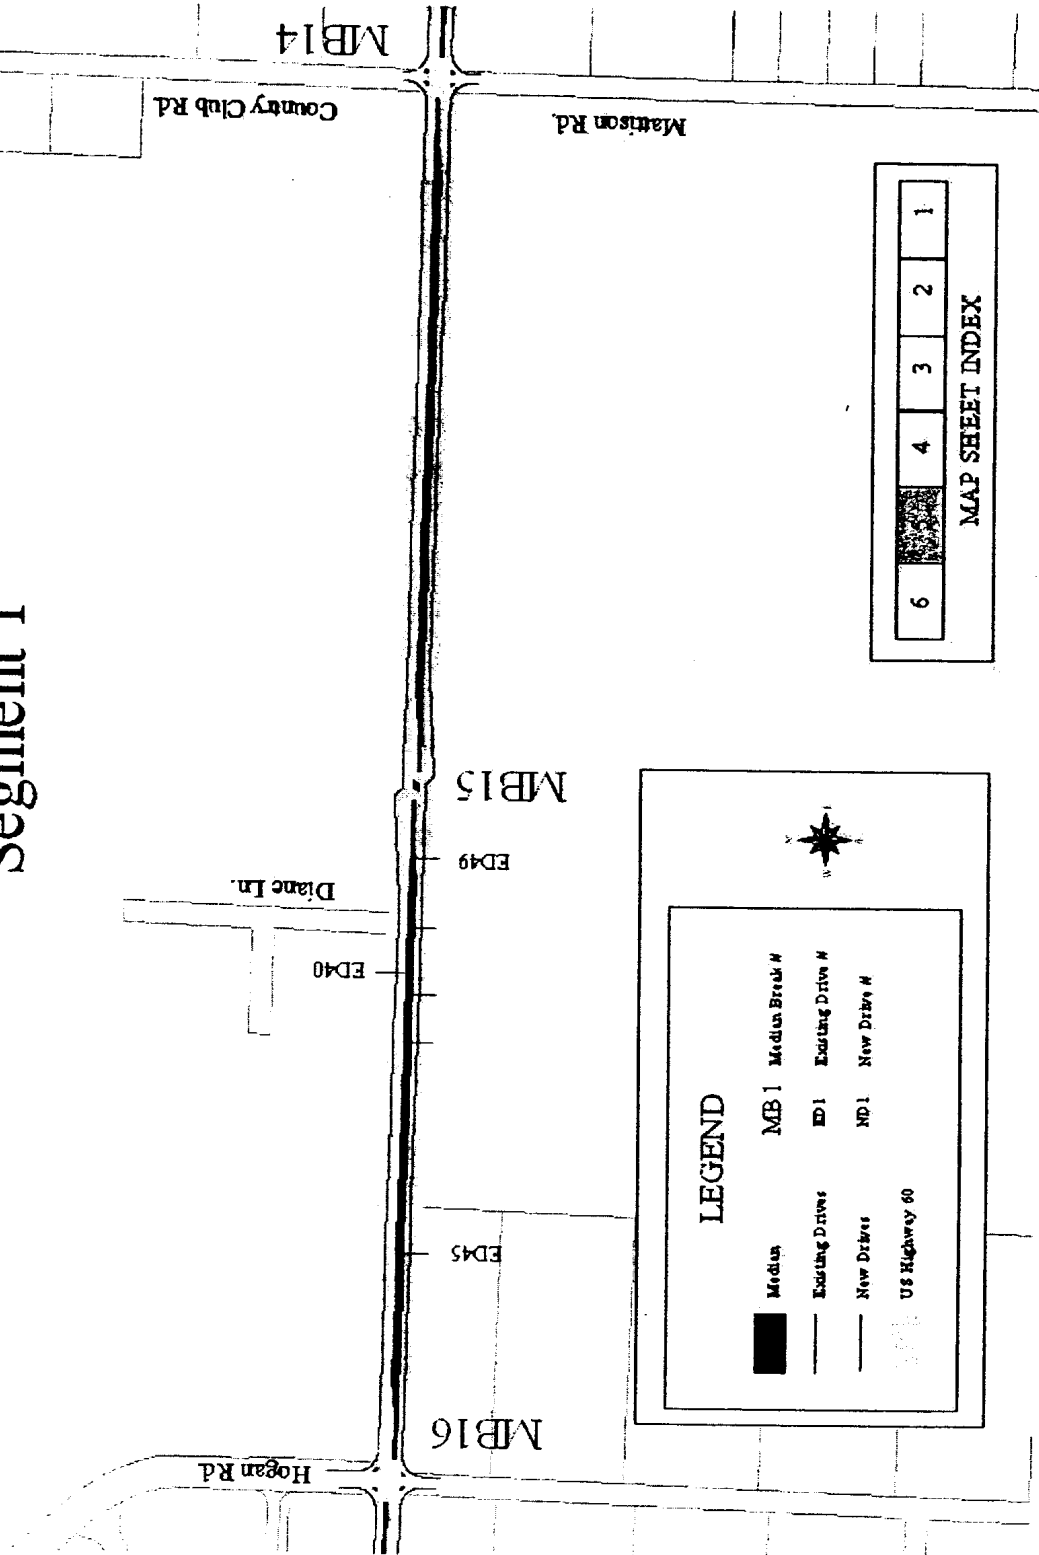 Segment 1
MB14
Country Club Rd.
Mattison Rd.
MB15
ED49
Diane Ln.
ED40
ED45
MB16
Hogan Rd.
6 5 4 3 2 1
MAP SHEET INDEX
LEGEND
Median MB1 Median Break #
Existing Drives ED1 Existing Drive #
New Drives ND1 New Drive #
US Highway 60